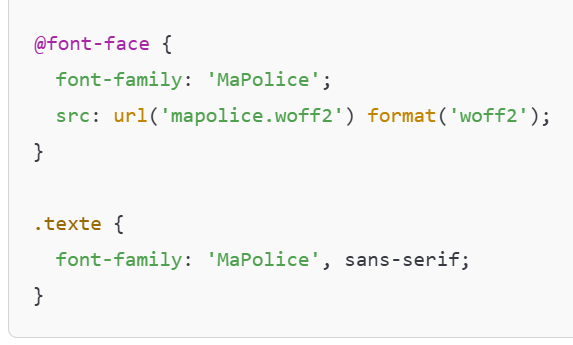 @font-face {
  font-family: 'MaPolice';
  src: url('mapolice.woff2') format('woff2');
}

.texte {
  font-family: 'MaPolice', sans-serif;
}